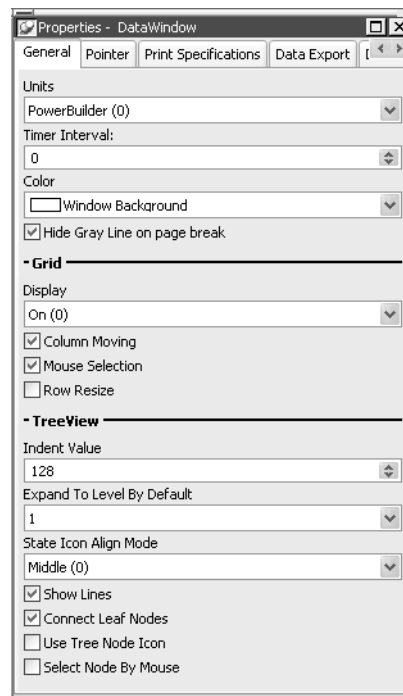 Properties - DataWindow
General Pointer Print Specifications Data Export
Units
PowerBuilder (0)
Timer Interval:
0
Color
Window Background
Hide Gray Line on page break
- Grid
Display
On (0)
Column Moving
Mouse Selection
Row Resize
- TreeView
Indent Value
128
Expand To Level By Default
1
State Icon Align Mode
Middle (0)
Show Lines
Connect Leaf Nodes
Use Tree Node Icon
Select Node By Mouse